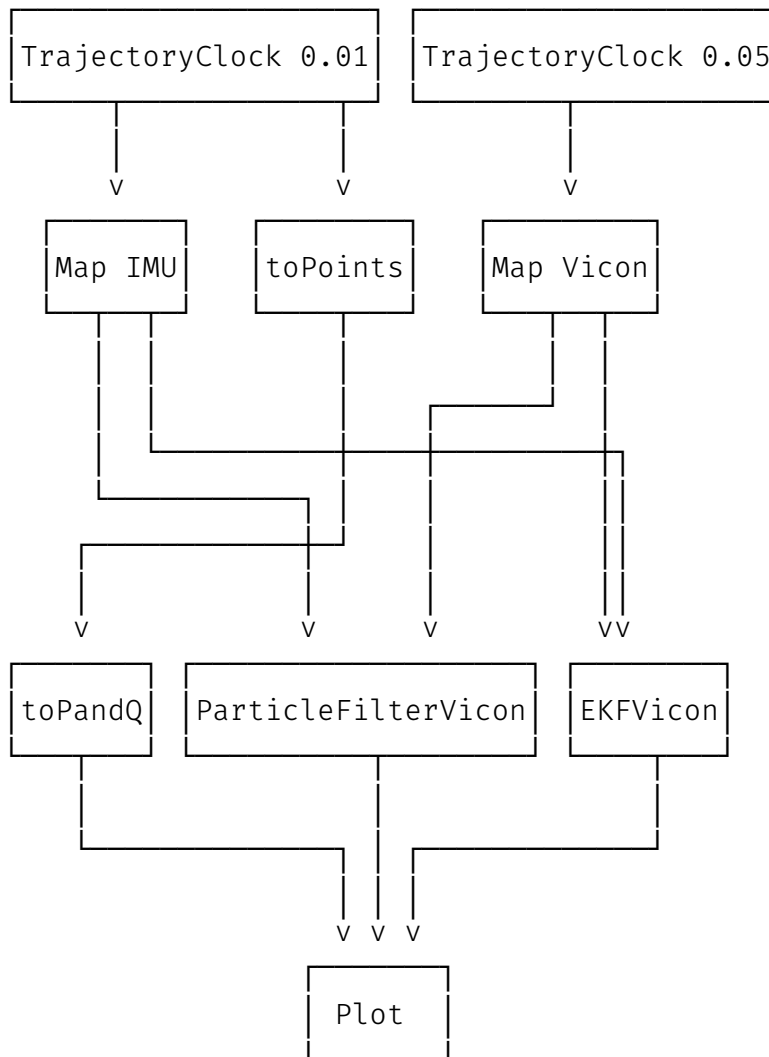 TrajectoryClock 0.01 TrajectoryClock 0.05
Map IMU toPoints Map Vicon
toPandQ ParticleFilterVicon EKFVicon
Plot